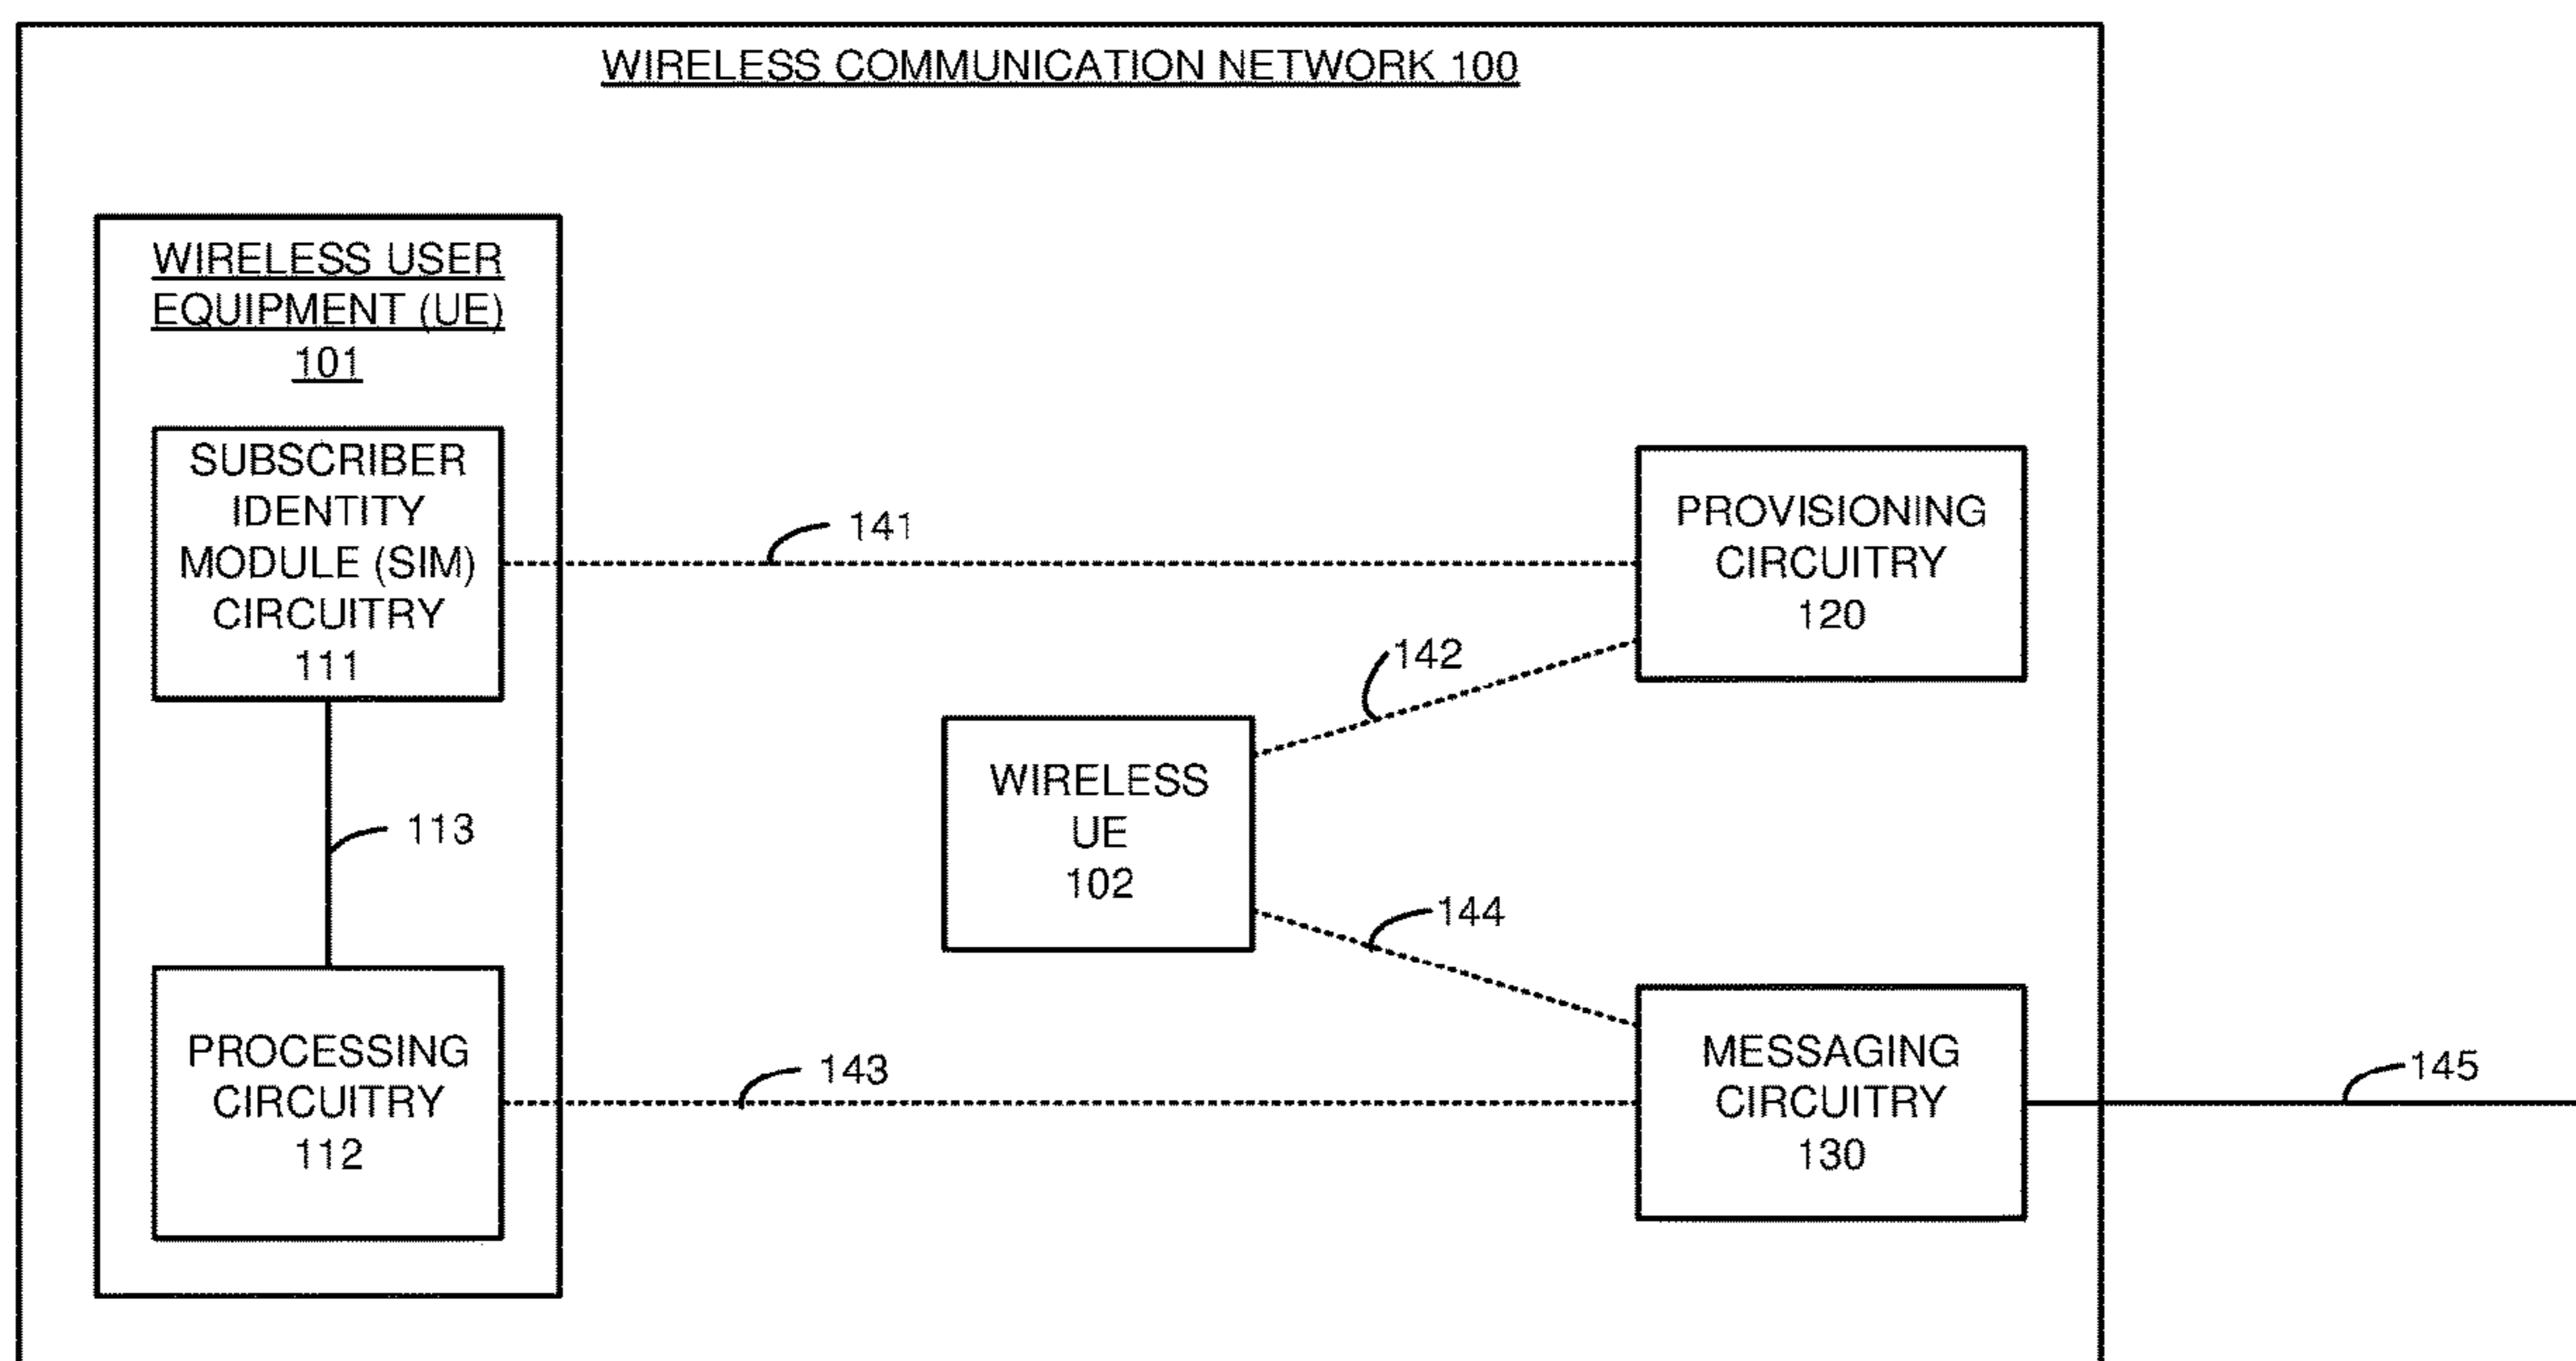 WIRELESS COMMUNICATION NETWORK 100
WIRELESS USER
EQUIPMENT (UE)
101
SUBSCRIBER
IDENTITY
MODULE (SIM)
CIRCUITRY
111
141
PROVISIONING
CIRCUITRY
120
142
WIRELESS
UE
102
113
144
PROCESSING
CIRCUITRY
112
143
MESSAGING
CIRCUITRY
130
145